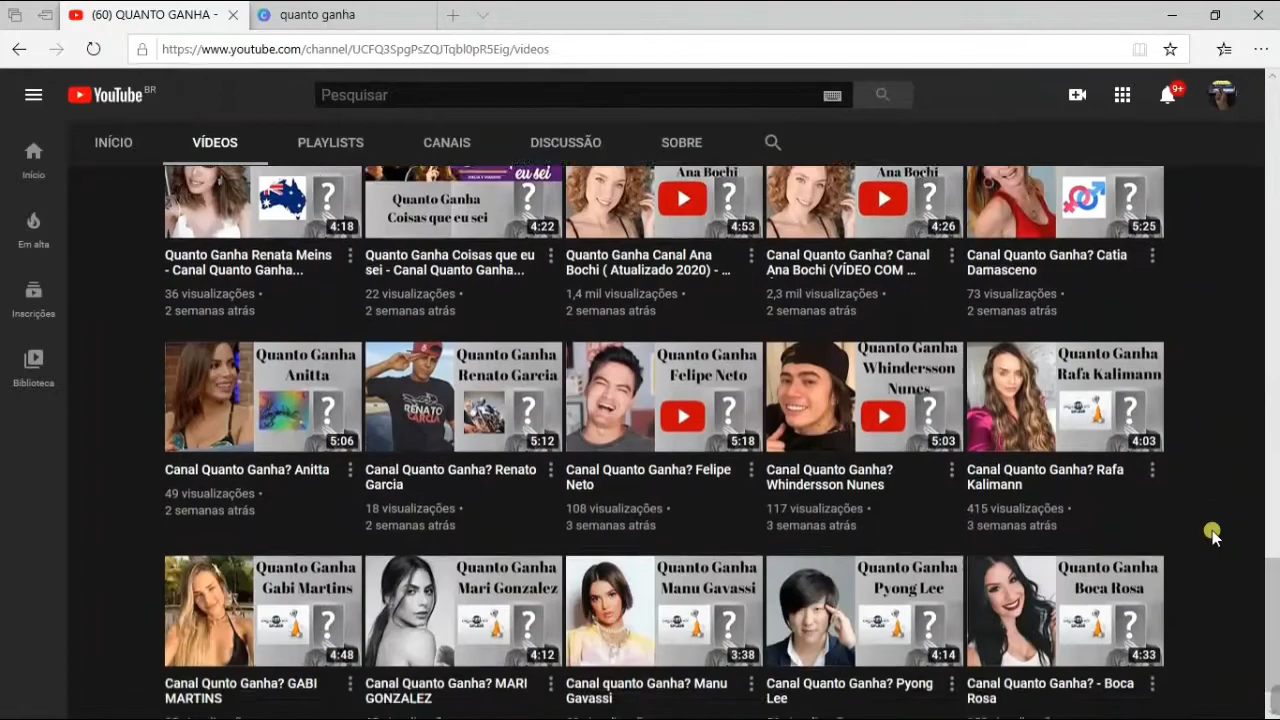 (60) QUANTO GANHA -
quanto ganha
https://www.youtube.com/channel/UCFQ3SpgPsZQJTqbl0pR5Eig/videos
YouTube BR
Pesquisar
9+
INÍCIO
VÍDEOS
PLAYLISTS
CANAIS
DISCUSSÃO
SOBRE
Início
Em alta
Inscrições
Biblioteca
4:18
eu sei
Quanto Ganha
Coisas que eu sei
4:22
Ana Bochi
4:53
Ana Bochi
4:26
5:25
Quanto Ganha Renata Meins
- Canal Quanto Ganha...
36 visualizações •
2 semanas atrás
Quanto Ganha Coisas que eu
sei - Canal Quanto Ganha...
22 visualizações •
2 semanas atrás
Quanto Ganha Canal Ana
Bochi ( Atualizado 2020) - ...
1,4 mil visualizações •
2 semanas atrás
Canal Quanto Ganha? Canal
Ana Bochi (VÍDEO COM ...
2,3 mil visualizações •
2 semanas atrás
Canal Quanto Ganha? Catia
Damasceno
73 visualizações •
2 semanas atrás
Quanto Ganha
Anitta
?
5:06
Quanto Ganha
Renato Garcia
RENATO
GARCIA
?
5:12
Quanto Ganha
Felipe Neto
?
5:18
Quanto Ganha
Whindersson
Nunes
?
5:03
Quanto Ganha
Rafa Kalimann
?
4:03
Canal Quanto Ganha? Anitta
49 visualizações •
2 semanas atrás
Canal Quanto Ganha? Renato
Garcia
18 visualizações •
2 semanas atrás
Canal Quanto Ganha? Felipe
Neto
108 visualizações •
3 semanas atrás
Canal Quanto Ganha?
Whindersson Nunes
117 visualizações •
3 semanas atrás
Canal Quanto Ganha? Rafa
Kalimann
415 visualizações •
3 semanas atrás
Quanto Ganha
Gabi Martins
?
4:48
Quanto Ganha
Mari Gonzalez
?
4:12
Quanto Ganha
Manu Gavassi
?
3:38
Quanto Ganha
Pyong Lee
?
4:14
Quanto Ganha
Boca Rosa
?
4:33
Canal Qunto Ganha? GABI
MARTINS
Canal Quanto Ganha? MARI
GONZALEZ
Canal quanto Ganha? Manu
Gavassi
Canal Quanto Ganha? Pyong
Lee
Canal Quanto Ganha? - Boca
Rosa